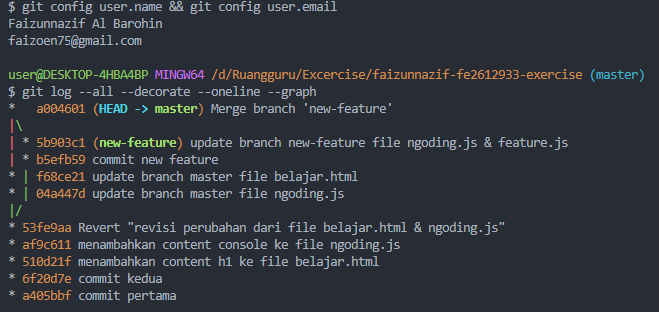 $ git config user.name && git config user.email
Faizunnazif Al Barohin
faizoen75@gmail.com
user@DESKTOP-4HBA4BP MINGW64 /d/Ruangguru/Excercise/faizunnazif-fe2612933-exercise (master)
$ git log --all --decorate --oneline --graph
*   a004601 (HEAD -> master) Merge branch 'new-feature'
|\
| * 5b903c1 (new-feature) update branch new-feature file ngoding.js & feature.js
| * b5efb59 commit new feature
* | f68ce21 update branch master file belajar.html
* | 04a447d update branch master file ngoding.js
|/
* 53fe9aa Revert "revisi perubahan dari file belajar.html & ngoding.js"
* af9c611 menambahkan content console ke file ngoding.js
* 510d21f menambahkan content h1 ke file belajar.html
* 6f20d7e commit kedua
* a405bbf commit pertama